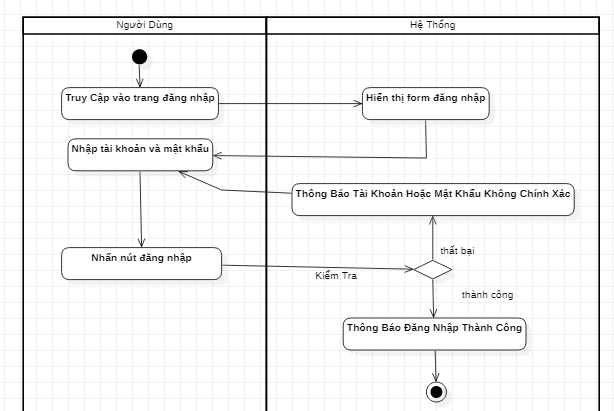 Người Dùng
Hệ Thống
Truy Cập vào trang đăng nhập
Hiển thị form đăng nhập
Nhập tài khoản và mật khẩu
Thông Báo Tài Khoản Hoặc Mật Khẩu Không Chính Xác
thất bại
Nhấn nút đăng nhập
Kiểm Tra
thành công
Thông Báo Đăng Nhập Thành Công